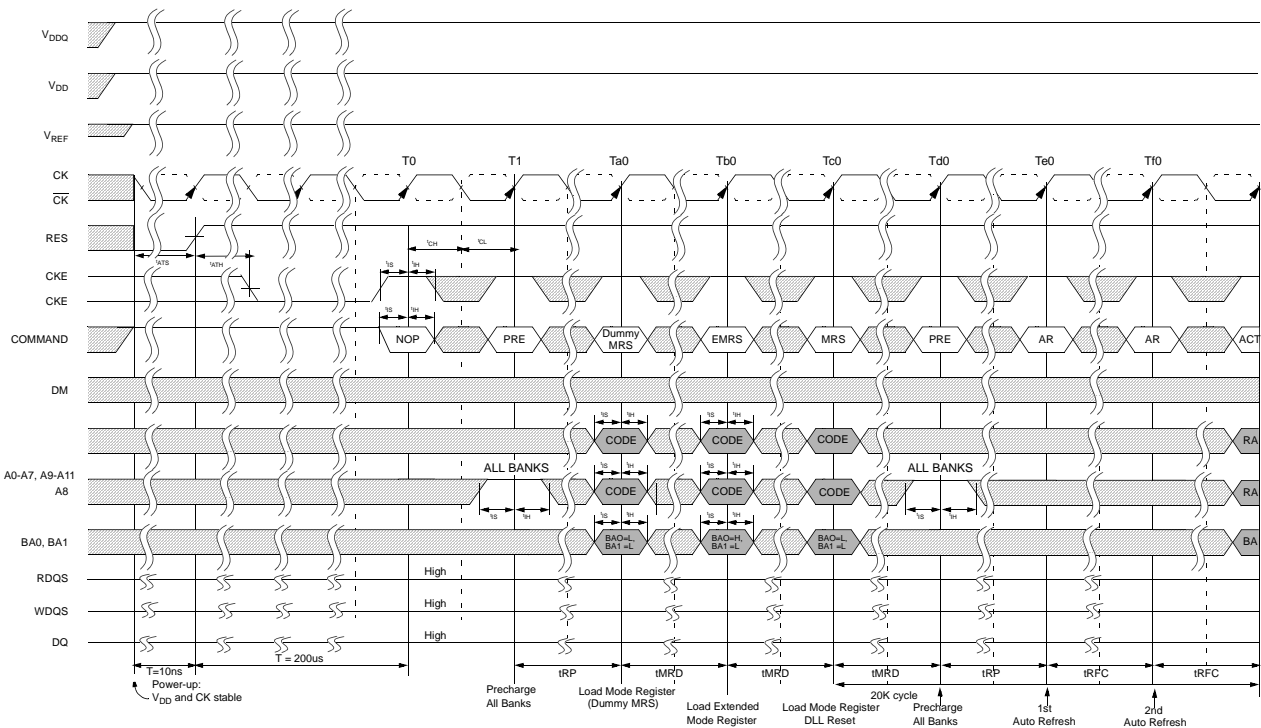 VDDQ
VDD
VREF
T0 T1 Ta0 Tb0 Tc0 Td0 Te0 Tf0
CK
CK
RES
tCH tCL
tATS tATH
CKE
tIS tIH
CKE
tIS tIH
COMMAND
NOP PRE Dummy MRS EMRS MRS PRE AR AR ACT
DM
tIS tIH tIS tIH
CODE CODE CODE RA
A0-A7, A9-A11
ALL BANKS tIS tIH tIS tIH ALL BANKS
A8
CODE CODE CODE RA
tIS tIH tIS tIH
tIS tIH tIS tIH
BA0, BA1
BAO=L, BA1 =L BAO=H, BA1 =L BAO=L, BA1 =L BA
RDQS
High
WDQS
High
DQ
High
T=10ns
T = 200us
tRP tMRD tMRD tMRD tRP tRFC tRFC
20K cycle
Power-up:
VDD and CK stable
Precharge
All Banks
Load Mode Register
(Dummy MRS)
Load Extended
Mode Register
Load Mode Register
DLL Reset
Precharge
All Banks
1st
Auto Refresh
2nd
Auto Refresh